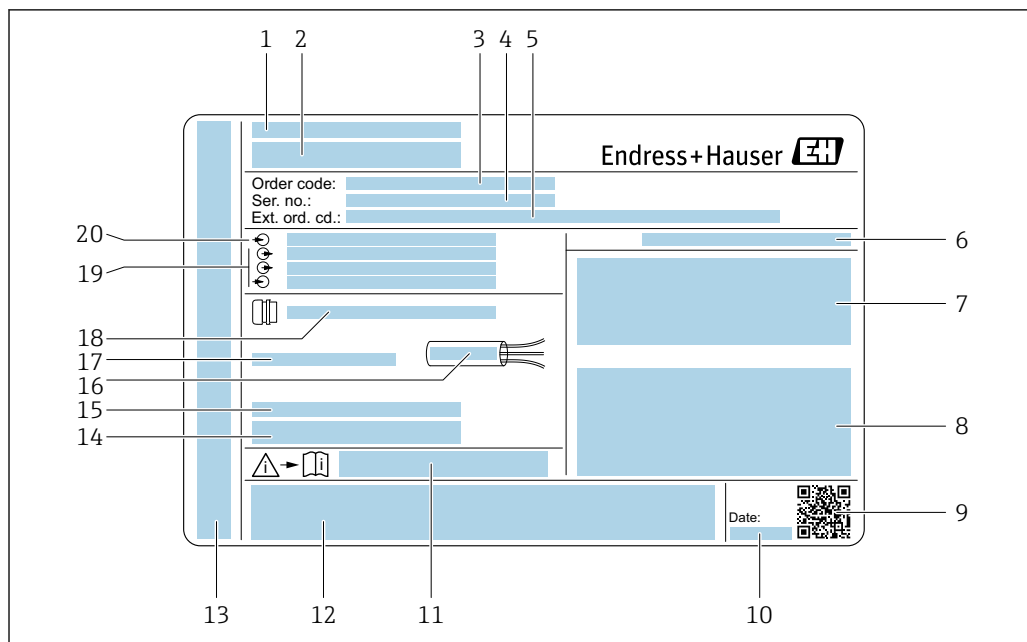 1 2 3 4 5
Endress+Hauser EH
Order code:
Ser. no.:
Ext. ord. cd.:
20
19
6
7
18
17
16
15
14
8
i i
Date:
9
13 12 11 10